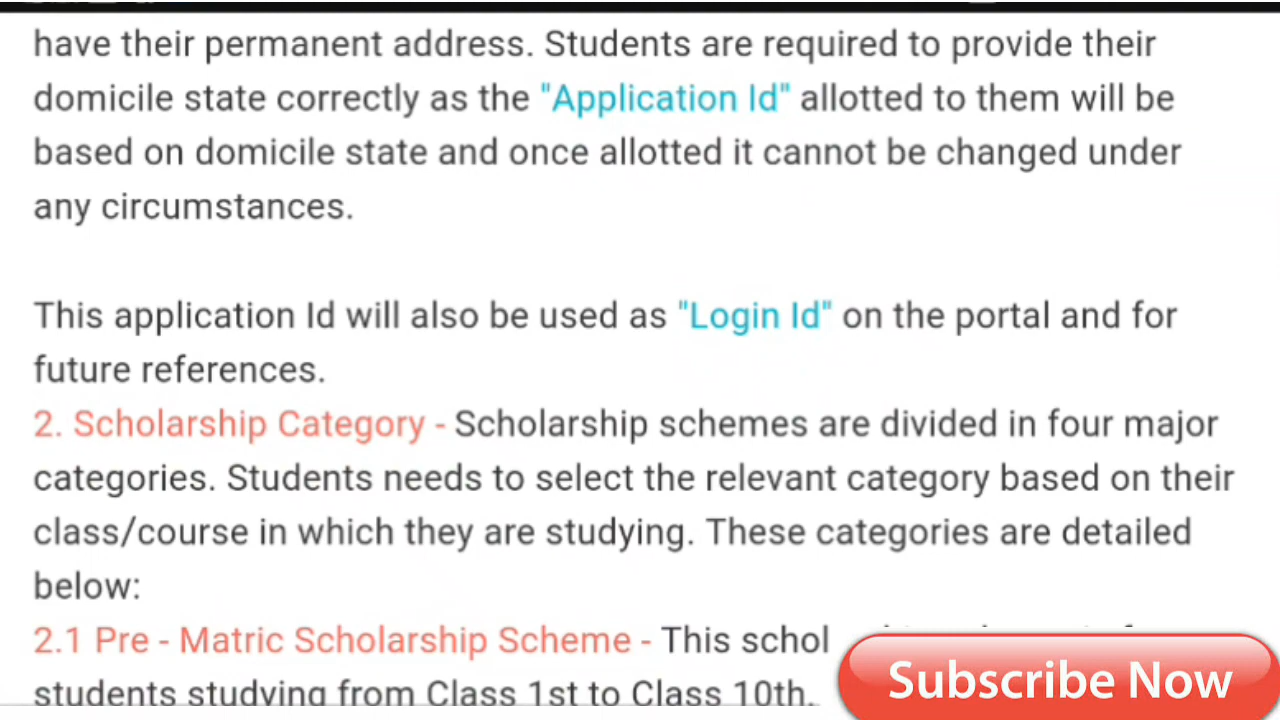 have their permanent address. Students are required to provide their
domicile state correctly as the "Application Id" allotted to them will be
based on domicile state and once allotted it cannot be changed under
any circumstances.
This application Id will also be used as "Login Id" on the portal and for
future references.
2. Scholarship Category - Scholarship schemes are divided in four major
categories. Students needs to select the relevant category based on their
class/course in which they are studying. These categories are detailed
below:
2.1 Pre - Matric Scholarship Scheme - This schol
students studying from Class 1st to Class 10th.
Subscribe Now